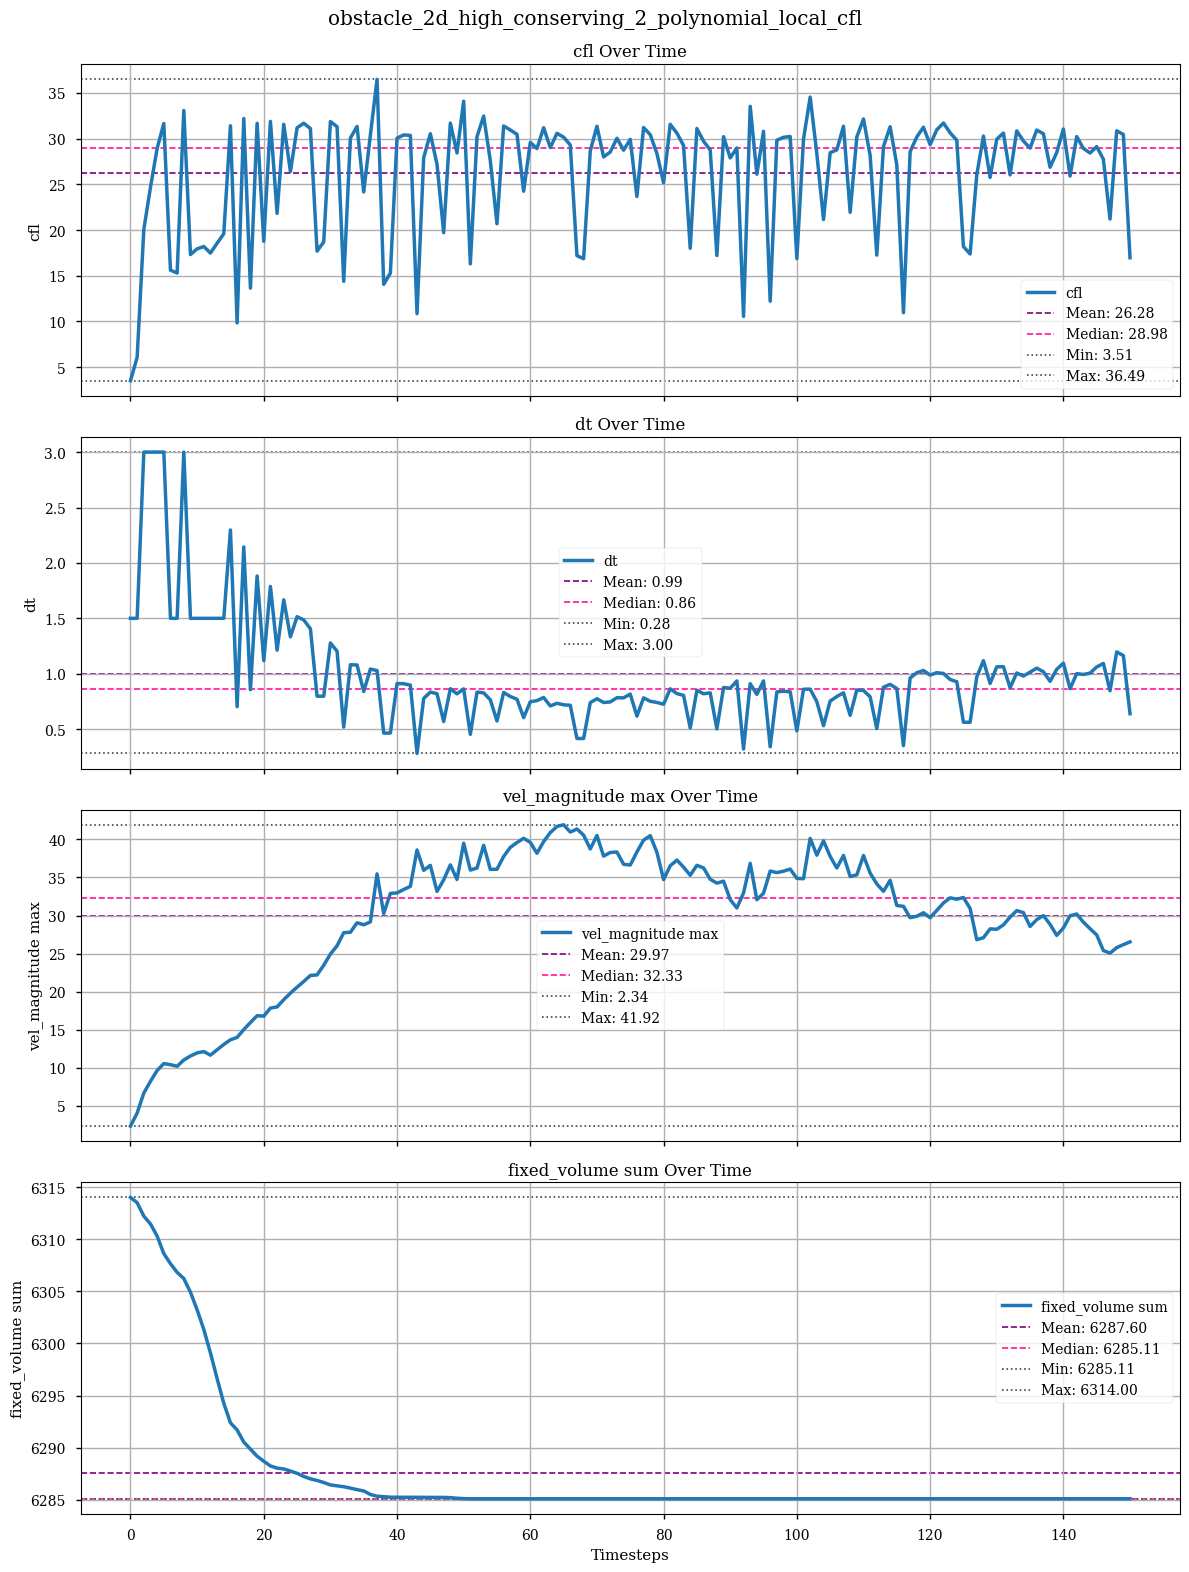 obstacle_2d_high_conserving_2_polynomial_local_cfl
cfl Over Time
35
30
25
20
15
10
5
cfl
cfl
Mean: 26.28
Median: 28.98
Min: 3.51
Max: 36.49
dt Over Time
3.0
2.5
2.0
1.5
1.0
0.5
dt
dt
Mean: 0.99
Median: 0.86
Min: 0.28
Max: 3.00
vel_magnitude max Over Time
40
35
30
25
20
15
10
5
vel_magnitude max
vel_magnitude max
Mean: 29.97
Median: 32.33
Min: 2.34
Max: 41.92
fixed_volume sum Over Time
6315
6310
6305
6300
6295
6290
6285
fixed_volume sum
fixed_volume sum
Mean: 6287.60
Median: 6285.11
Min: 6285.11
Max: 6314.00
0 20 40 60 80 100 120 140
Timesteps